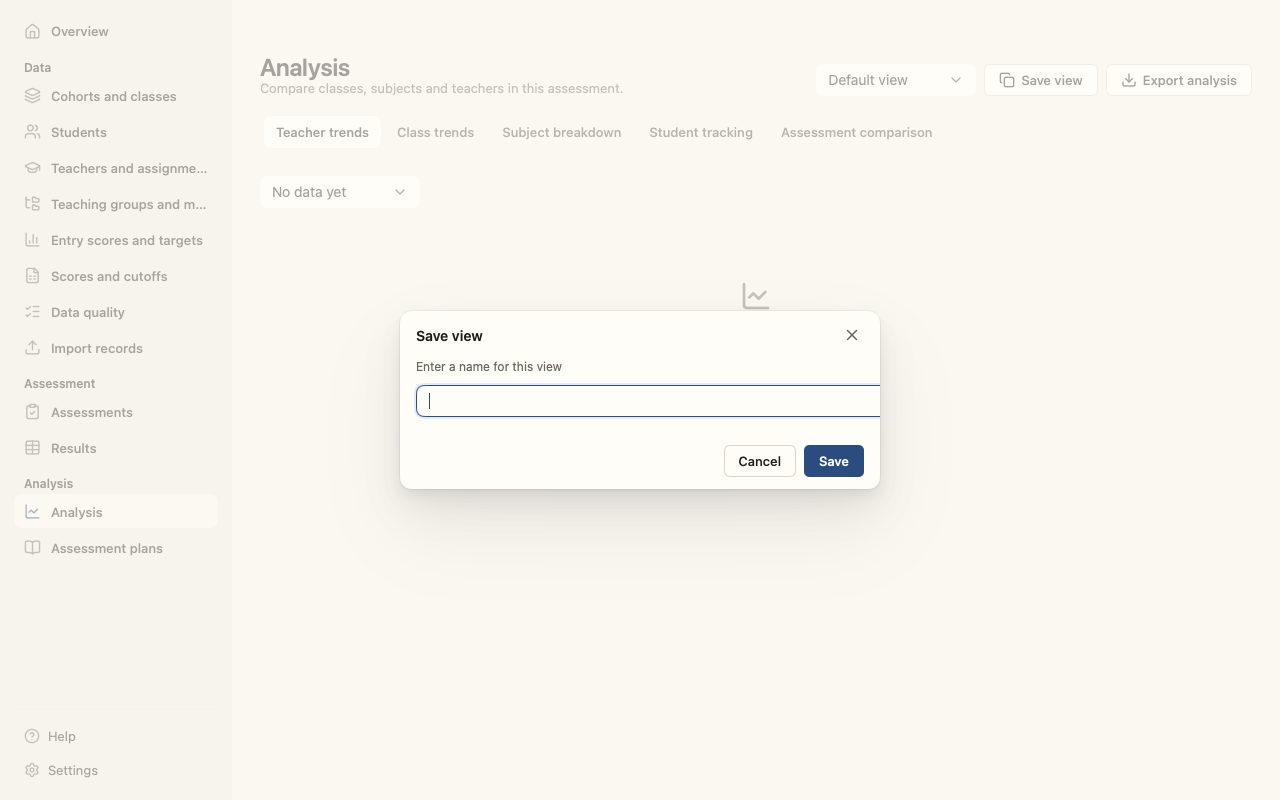 Overview
Data
Cohorts and classes
Students
Teachers and assignme...
Teaching groups and m...
Entry scores and targets
Scores and cutoffs
Data quality
Import records
Assessment
Assessments
Results
Analysis
Analysis
Assessment plans
Help
Settings
Analysis
Compare classes, subjects and teachers in this assessment.
Default view
Save view
Export analysis
Teacher trends
Class trends
Subject breakdown
Student tracking
Assessment comparison
No data yet
Save view
Enter a name for this view
Cancel
Save